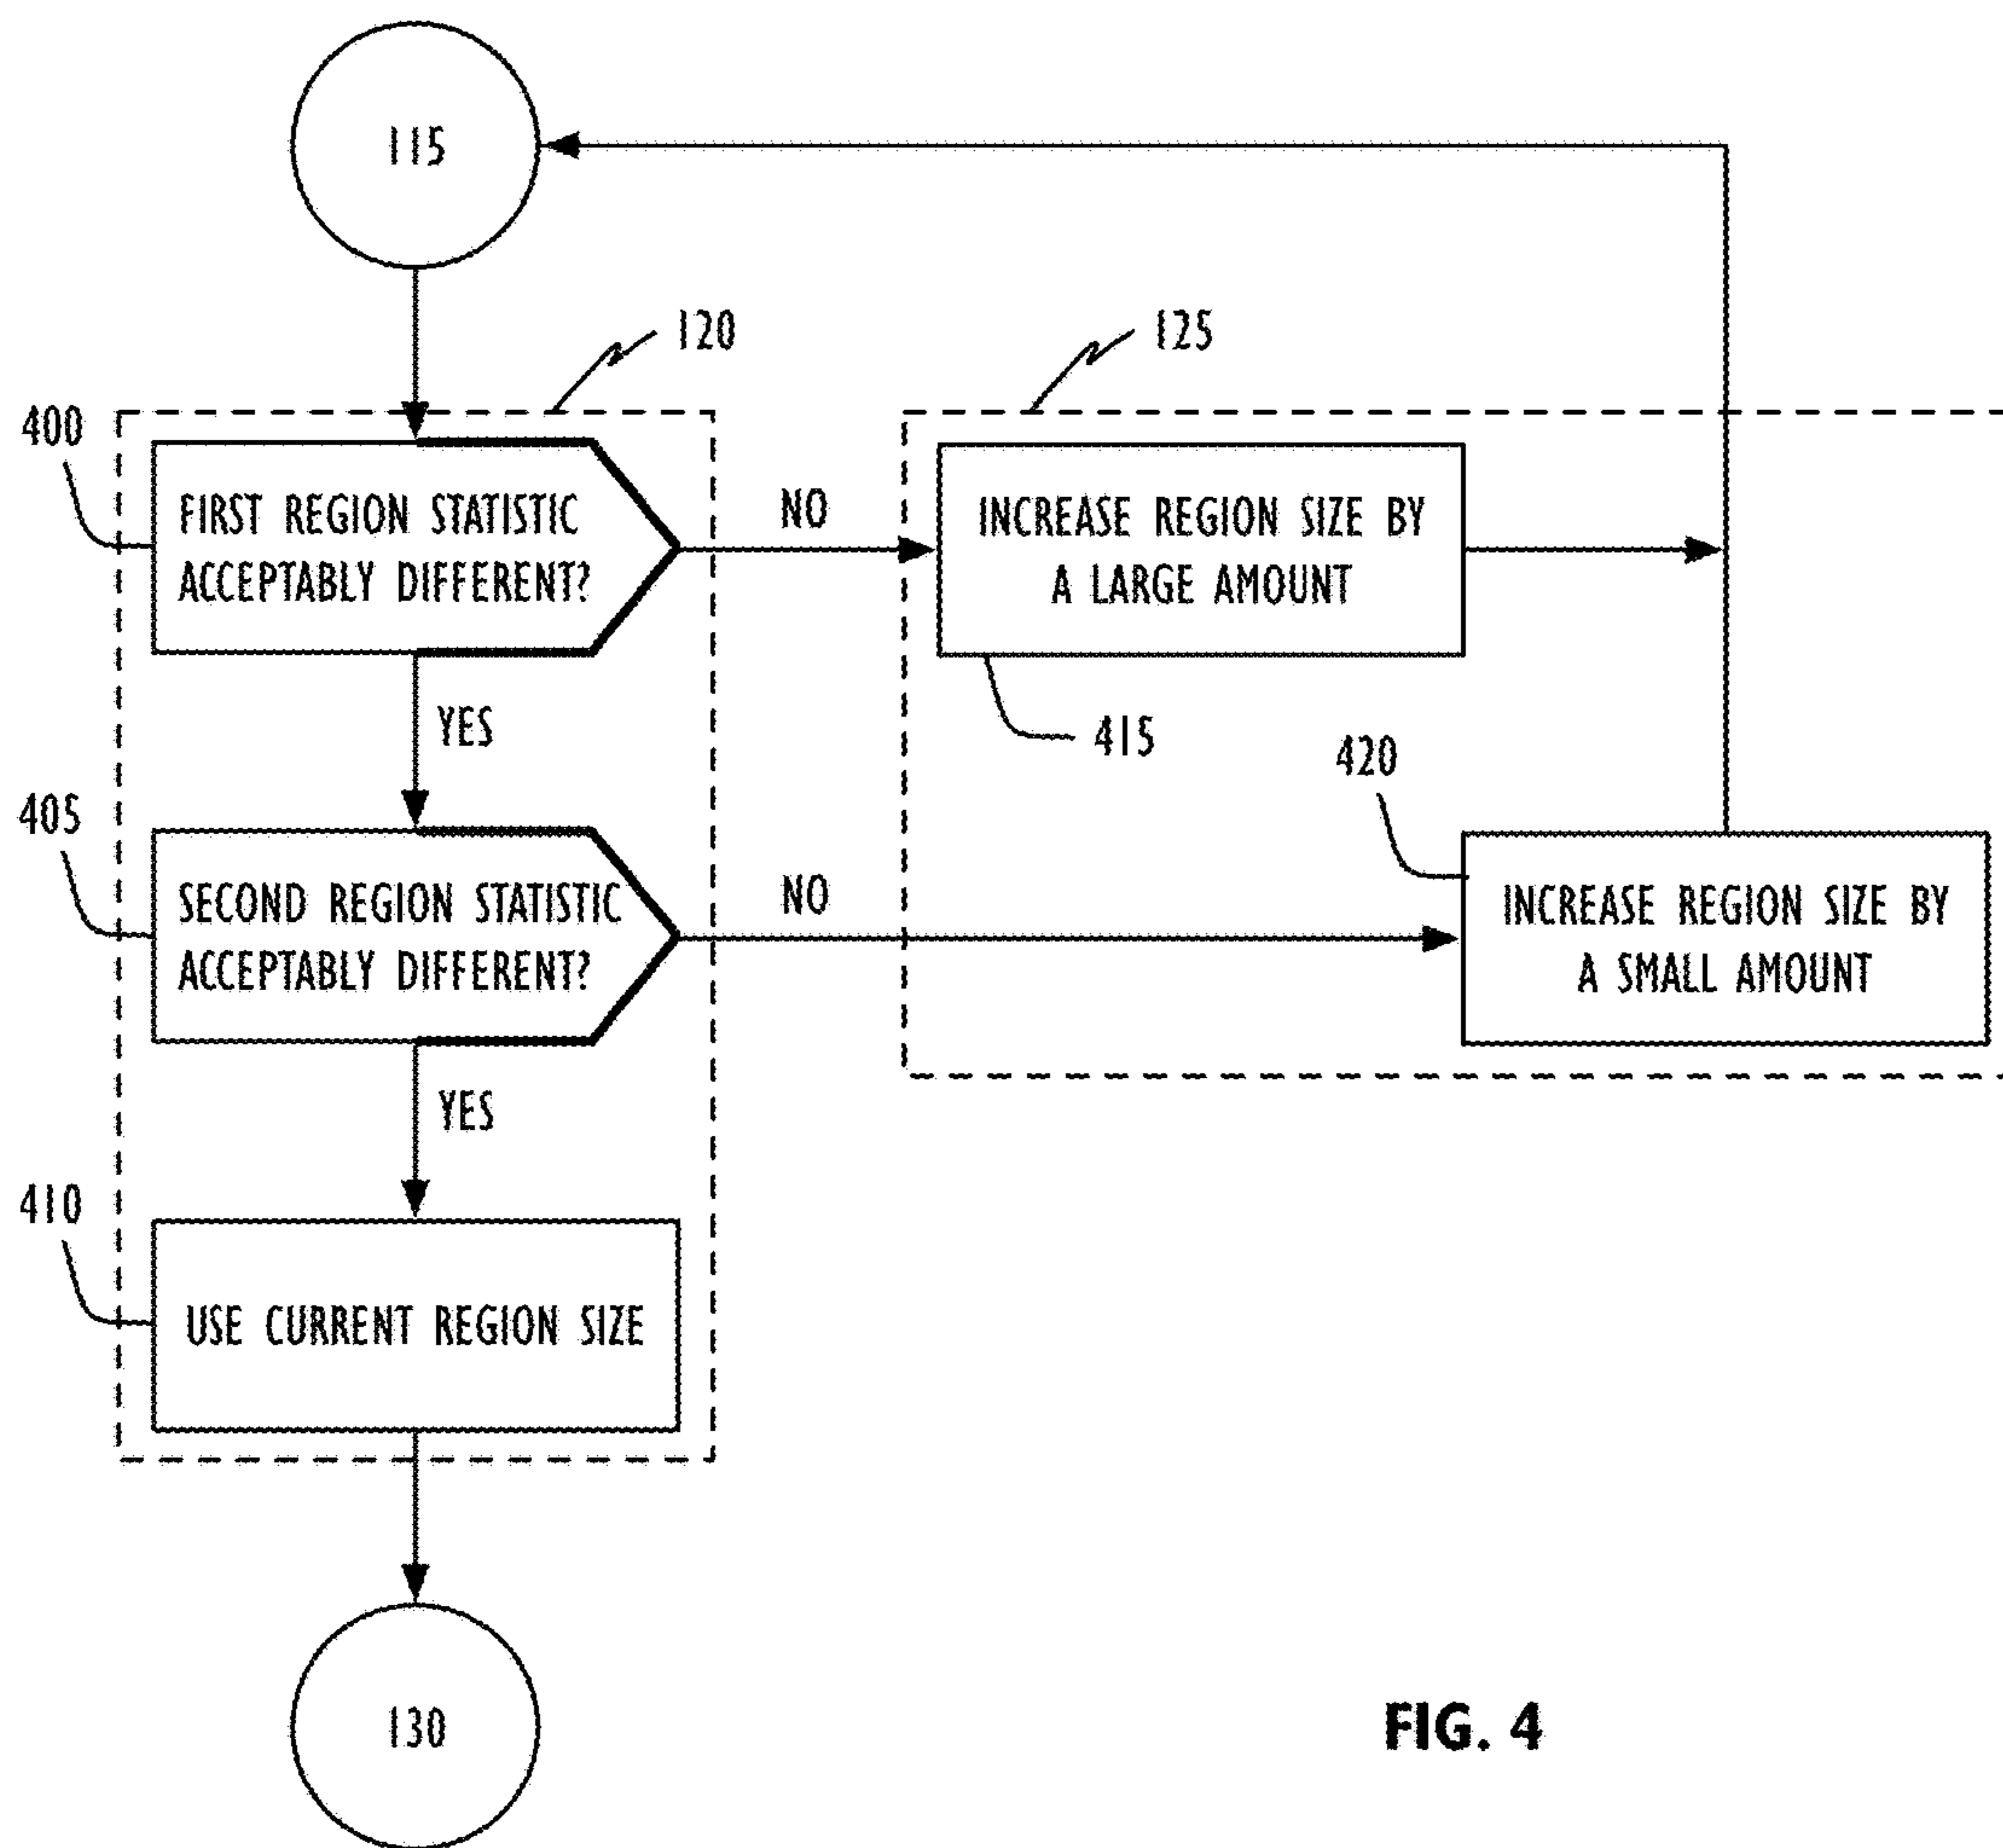 115
120
125
400
FIRST REGION STATISTIC
ACCEPTABLY DIFFERENT?
NO
INCREASE REGION SIZE BY
A LARGE AMOUNT
YES
415
420
405
SECOND REGION STATISTIC
ACCEPTABLY DIFFERENT?
NO
INCREASE REGION SIZE BY
A SMALL AMOUNT
YES
410
USE CURRENT REGION SIZE
130
FIG. 4